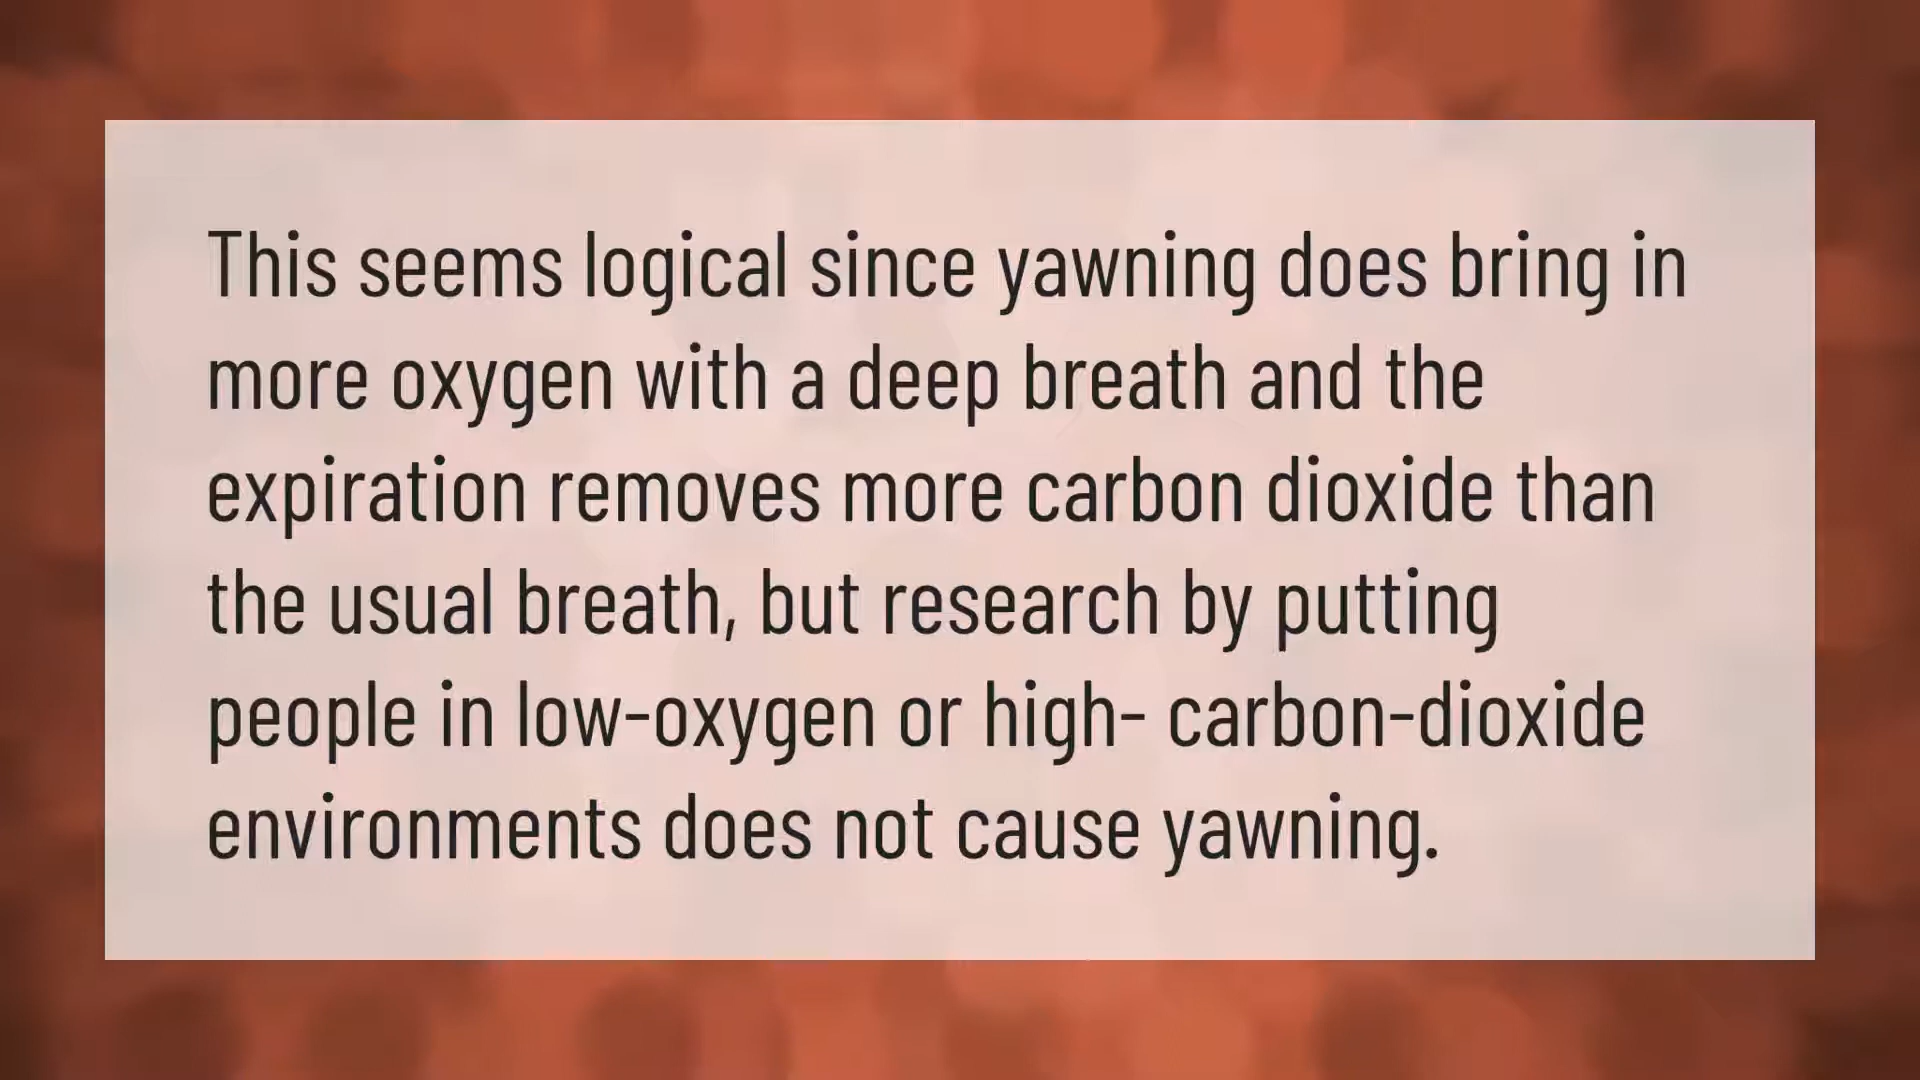 This seems logical since yawning does bring in
more oxygen with a deep breath and the
expiration removes more carbon dioxide than
the usual breath, but research by putting
people in low-oxygen or high- carbon-dioxide
environments does not cause yawning.